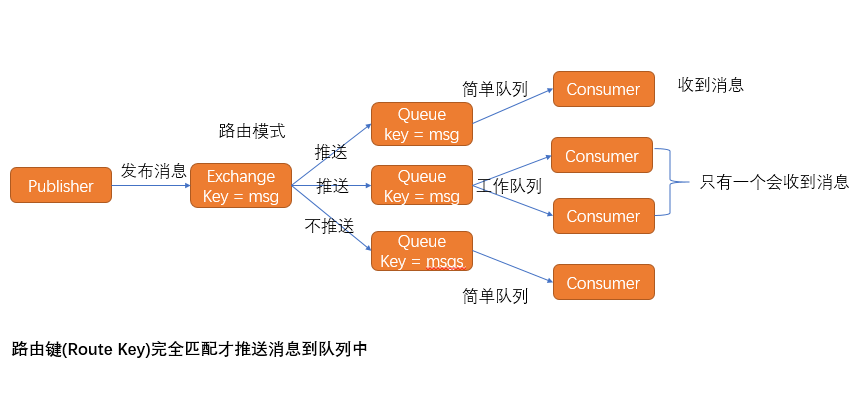 简单队列
Consumer
收到消息
Queue
key = msg
路由模式
推送
Publisher
发布消息
Exchange
Key = msg
推送
Queue
Key = msg
工作队列
Consumer
Consumer
只有一个会收到消息
不推送
Queue
Key = msgs
简单队列
Consumer
路由键(Route Key)完全匹配才推送消息到队列中